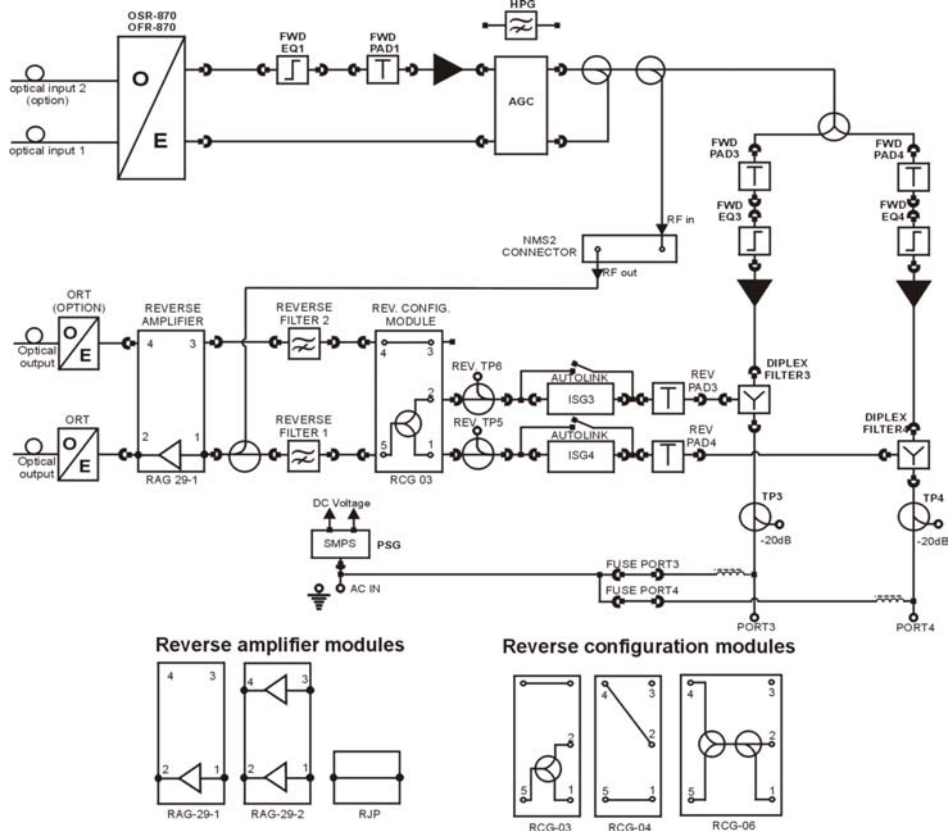 OSR-870
OFR-870
HPG
FWD
EQ1
FWD
PAD1
O
E
optical input 2
(option)
optical input 1
AGC
FWD
PAD3
FWD
PAD4
FWD
EQ3
FWD
EQ4
RF in
NMS2
CONNECTOR
RF out
ORT
(OPTION)
REVERSE
AMPLIFIER
REVERSE
FILTER 2
REV. CONFIG.
MODULE
O
E
Optical
output
4
3
4
3
REV. TP6
AUTOLINK
ISG3
REV
PAD3
DIPLEX
FILTER3
2
ORT
REVERSE
FILTER 1
REV. TP5
AUTOLINK
ISG4
REV
PAD4
DIPLEX
FILTER4
O
E
Optical
output
2
1
5
1
RAG 29-1
RCG 03
DC Voltage
SMPS
PSG
TP3
-20dB
TP4
-20dB
AC IN
FUSE PORT3
FUSE PORT4
PORT3
PORT4
Reverse amplifier modules
Reverse configuration modules
4
3
2
1
RAG-29-1
4
3
2
1
RAG-29-2
RJP
2
5
1
RCG-03
4
3
2
5
1
RCG-04
4
3
2
5
1
RCG-06